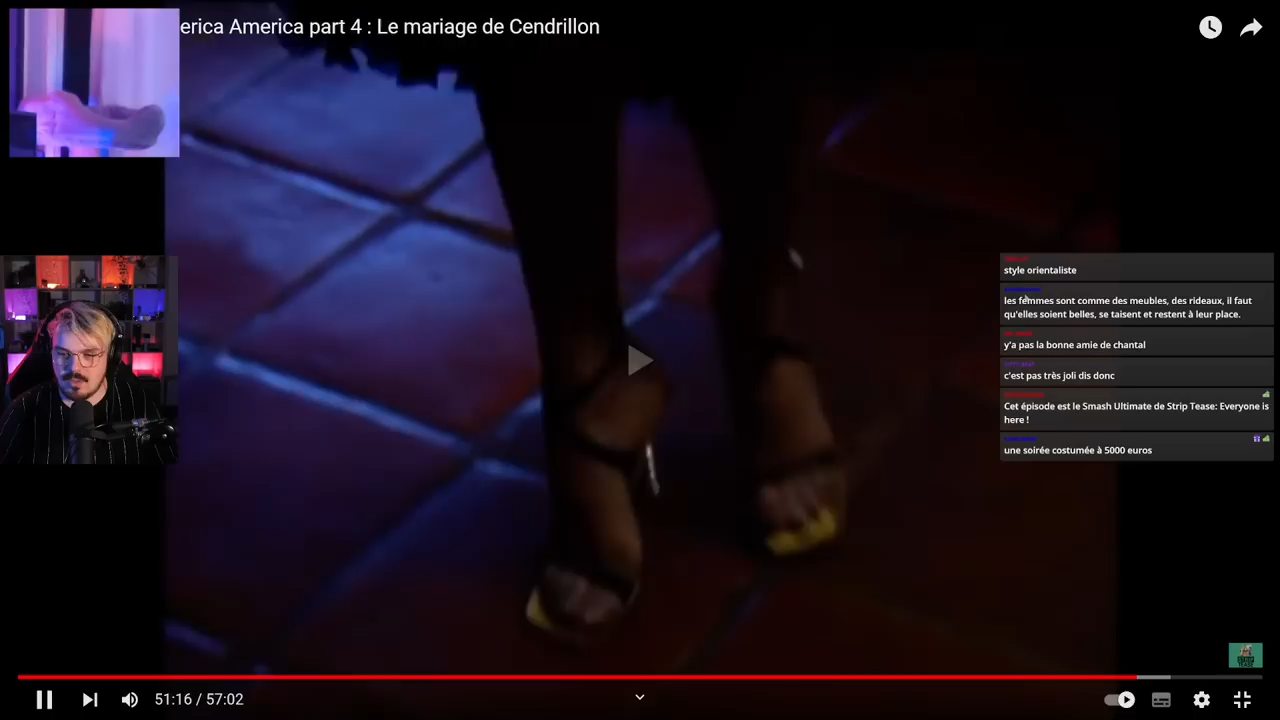 erica America part 4 : Le mariage de Cendrillon
style orientaliste
les femmes sont comme des meubles, des rideaux, il faut
qu'elles soient belles, se taisent et restent à leur place.
y'a pas la bonne amie de chantal
c'est pas très joli dis donc
Cet épisode est le Smash Ultimate de Strip Tease: Everyone is
here !
une soirée costumée à 5000 euros
51:16 / 57:02